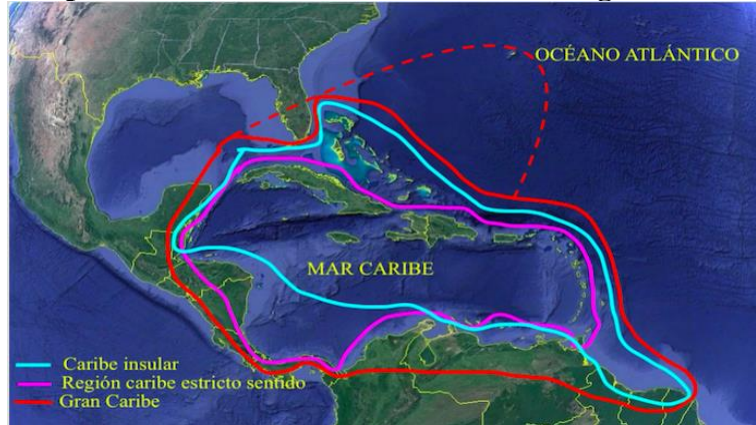 OCÉANO ATLÁNTICO
MAR CARIBE
Caribe insular
Región caribe estricto sentido
Gran Caribe